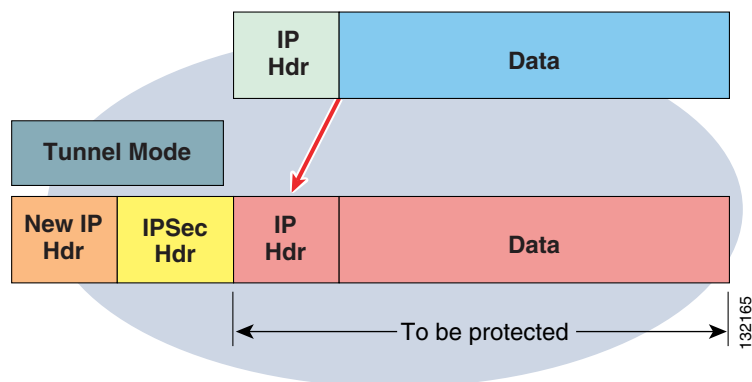 IP
Hdr
Data
Tunnel Mode
New IP
Hdr
IPSec
Hdr
IP
Hdr
Data
To be protected
132165